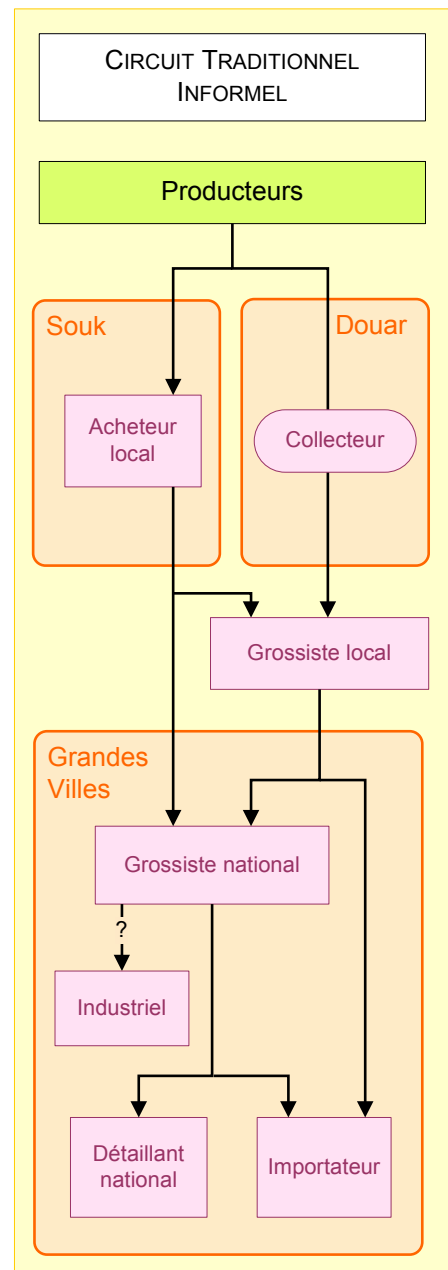 CIRCUIT TRADITIONNEL
INFORMEL
Producteurs
Souk
Douar
Acheteur
local
Collecteur
Grossiste local
Grandes
Villes
Grossiste national
?
Industriel
Détaillant
national
Importateur